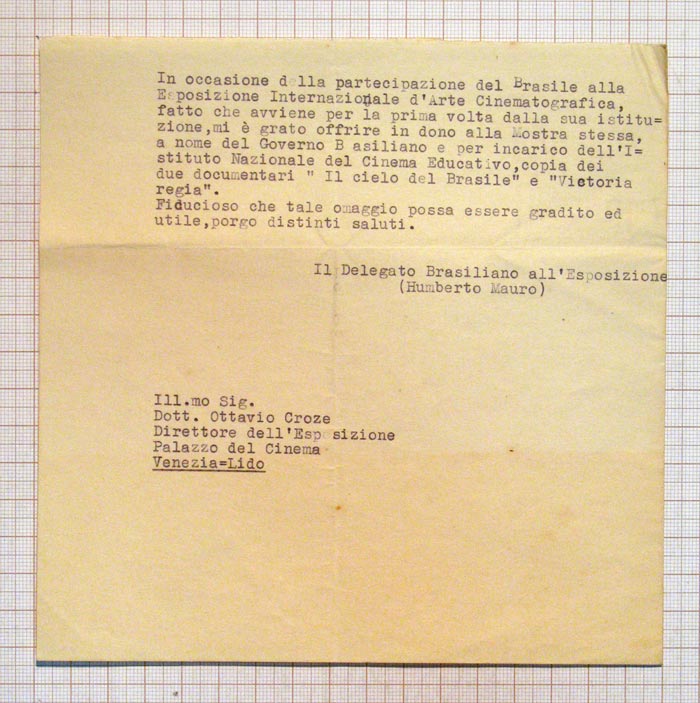 In occasione della partecipazione del Brasile alla
Esposizione Internazionale d'Arte Cinematografica,
fatto che avviene per la prima volta dalla sua istitu=
zione,mi è grato offrire in dono alla Mostra stessa,
a nome del Governo B asiliano e per incarico dell'I=
stituto Nazionale del Cinema Educativo,copia dei
due documentari " Il cielo del Brasile" e "Victoria
regia".
Fiducioso che tale omaggio possa essere gradito ed
utile,porgo distinti saluti.
Il Delegato Brasiliano all'Esposizione
(Humberto Mauro)
Ill.mo Sig.
Dott. Ottavio Croze
Direttore dell'Esposizione
Palazzo del Cinema
Venezia=Lido